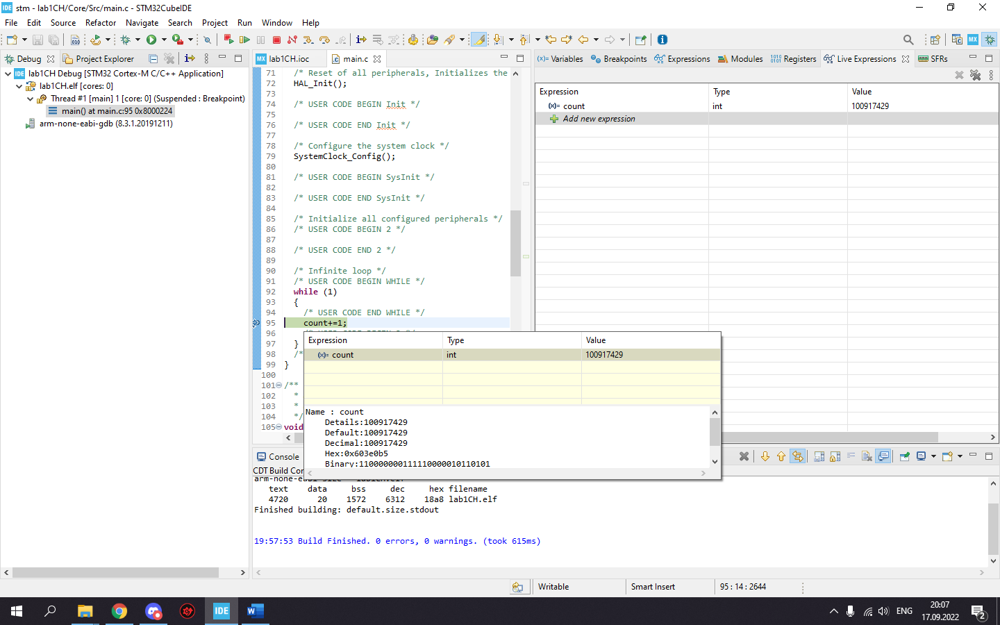 IDE stm - lab1CH/Core/Src/main.c - STM32CubeIDE
File Edit Source Refactor Navigate Search Project Run Window Help
Debug Project Explorer
IDE lab1CH Debug [STM32 Cortex-M C/C++ Application]
lab1CH.elf [cores: 0]
Thread #1 [main] 1 [core: 0] (Suspended : Breakpoint)
main() at main.c:95 0x8000224
arm-none-eabi-gdb (8.3.1.20191211)
MX lab1CH.ioc main.c
71 /* Reset of all peripherals, Initializes the
72 HAL_Init();
73
74 /* USER CODE BEGIN Init */
75
76 /* USER CODE END Init */
77
78 /* Configure the system clock */
79 SystemClock_Config();
80
81 /* USER CODE BEGIN SysInit */
82
83 /* USER CODE END SysInit */
84
85 /* Initialize all configured peripherals */
86 /* USER CODE BEGIN 2 */
87
88 /* USER CODE END 2 */
89
90 /* Infinite loop */
91 /* USER CODE BEGIN WHILE */
92 while (1)
93 {
94 /* USER CODE END WHILE */
95 count+=1;
96
97 }
98 /*
99 }
100
101 /**
102 *
103 *
104 */
105 void
(x)= Variables Breakpoints Expressions Modules Registers Live Expressions SFRs
Expression Type Value
(x)= count int 100917429
Add new expression
Expression Type Value
(x)= count int 100917429
Name : count
Details:100917429
Default:100917429
Decimal:100917429
Hex:0x603e0b5
Binary:110000000111110000010110101
Console
CDT Build Con
arm-none-eabi-size lab1CH.elf
text data bss dec hex filename
4720 20 1572 6312 18a8 lab1CH.elf
Finished building: default.size.stdout
19:57:53 Build Finished. 0 errors, 0 warnings. (took 615ms)
Writable Smart Insert 95 : 14 : 2644
IDE W ENG 20:07
17.09.2022
2